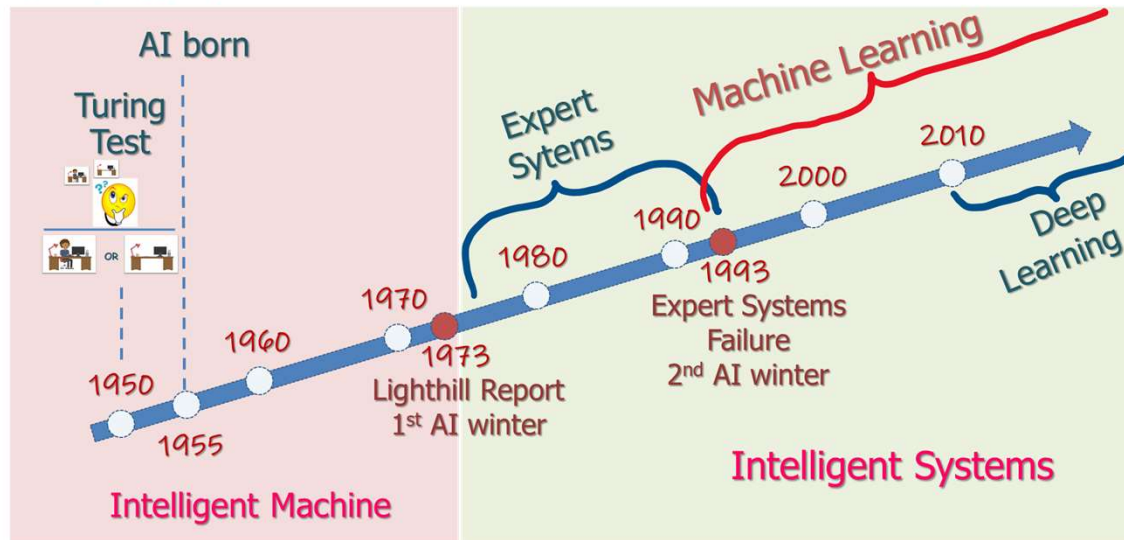 AI born
Turing
Test
??
OR
Expert
Sytems
Machine Learning
1950
1955
1960
1970
1973
Lighthill Report
1st AI winter
1980
1990
1993
Expert Systems
Failure
2nd AI winter
2000
2010
Deep
Learning
Intelligent Machine
Intelligent Systems